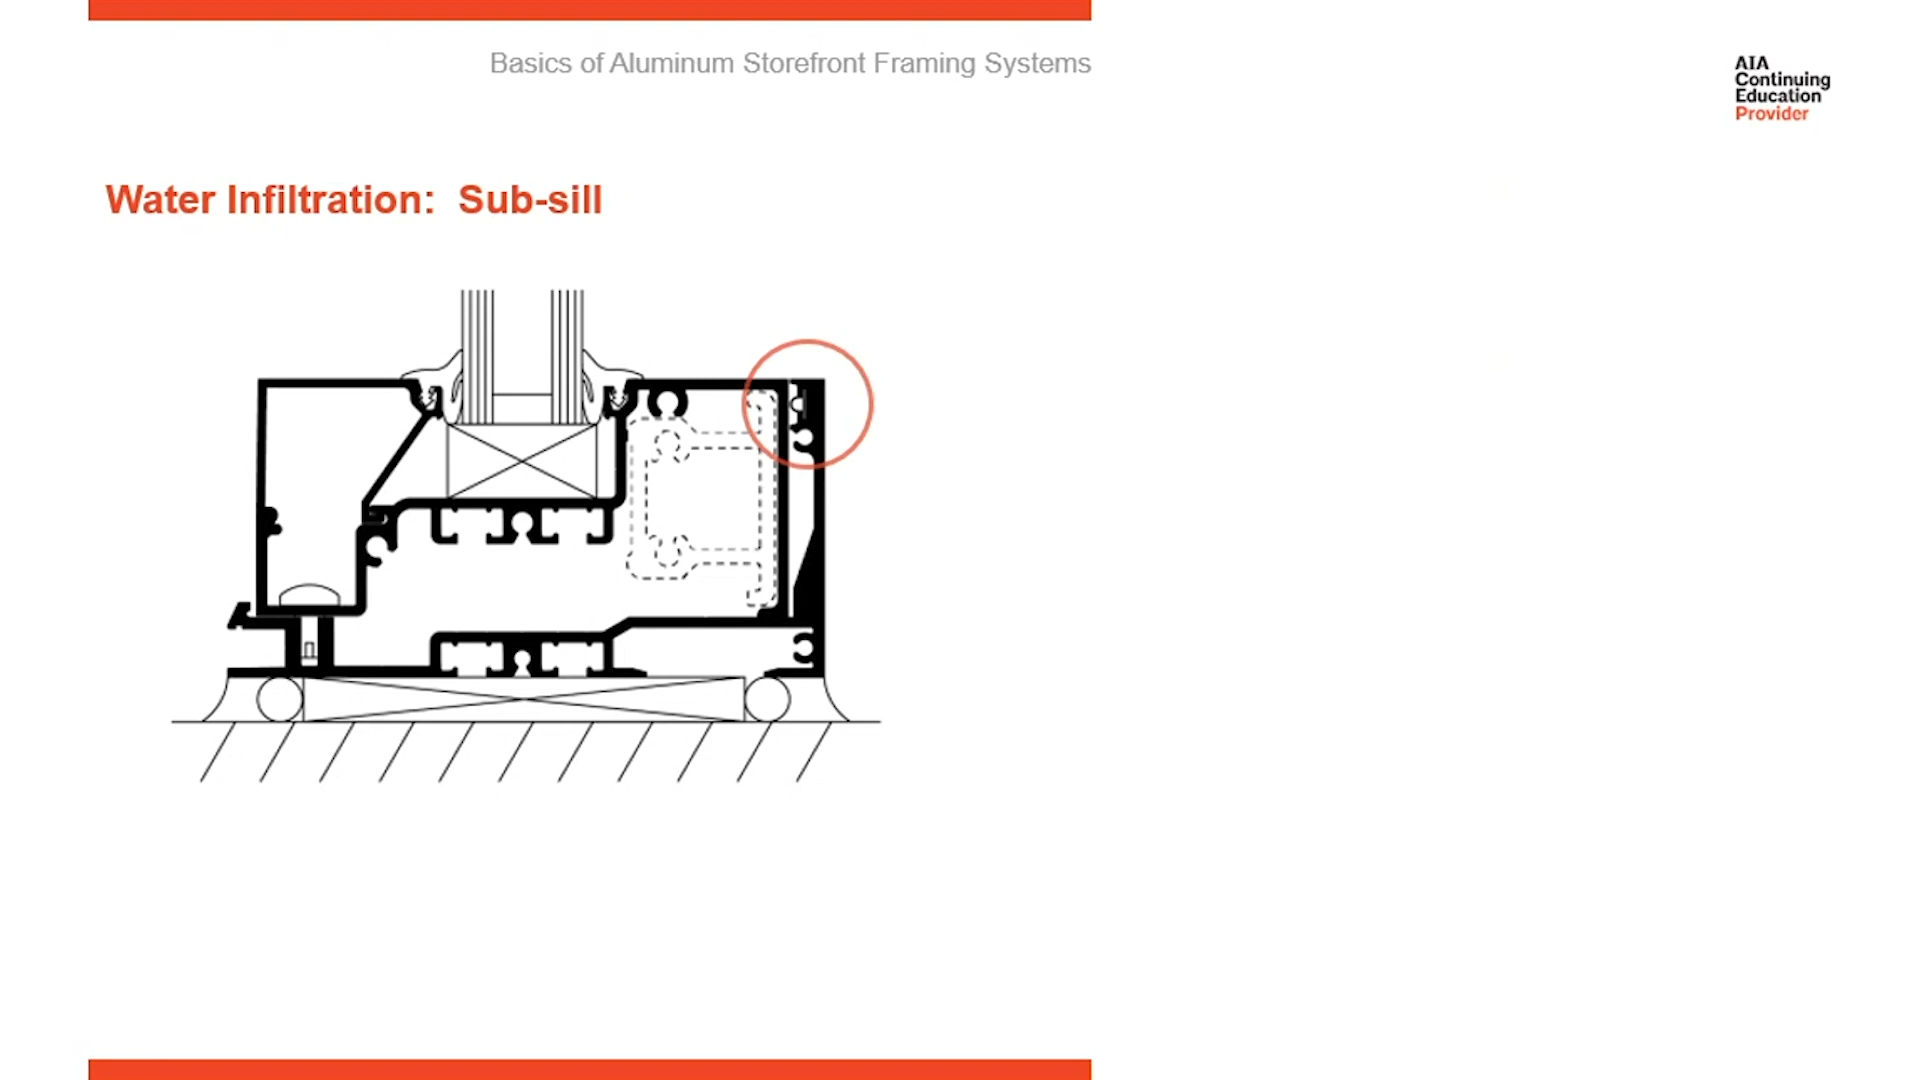 Basics of Aluminum Storefront Framing Systems
AIA
Continuing
Education
Provider
Water Infiltration: Sub-sill